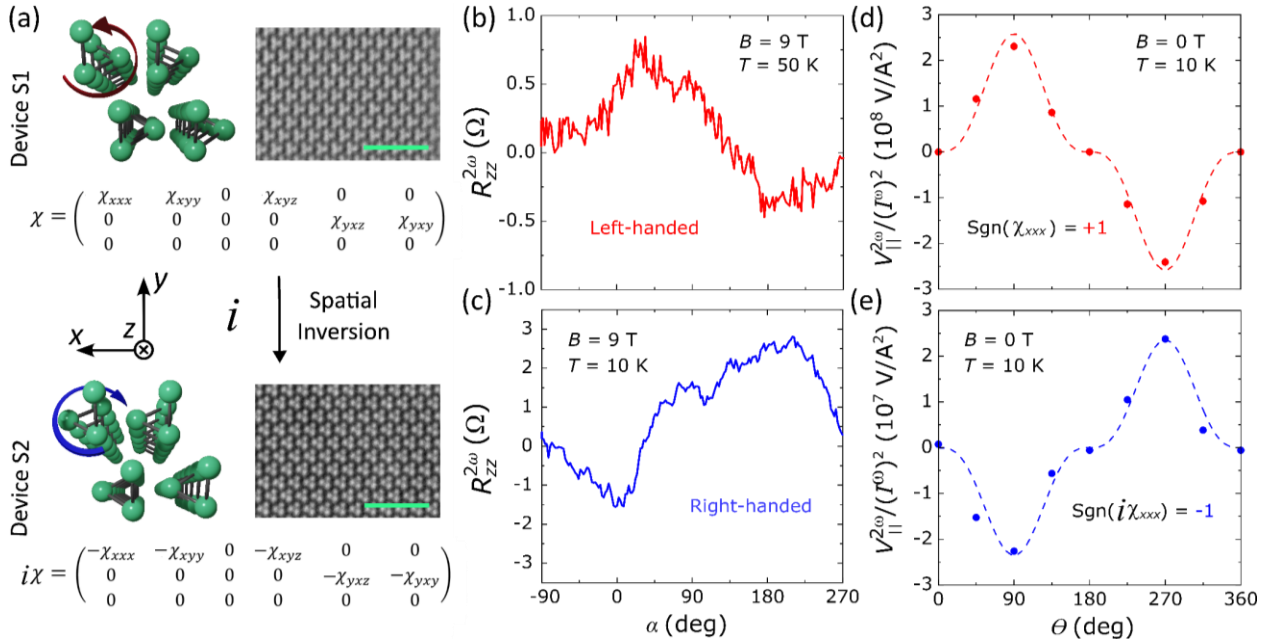 (a)
Device S1
χ = ( χxxx χxyy 0 χxyz 0 0
0 0 0 0 χyxz χyxy
0 0 0 0 0 0 )
y
x
z
i
Spatial
Inversion
Device S2
iχ = ( −χxxx −χxyy 0 −χxyz 0 0
0 0 0 0 −χyxz −χyxy
0 0 0 0 0 0 )
(b)
1.0
0.5
0.0
-0.5
-1.0
R2ωzz (Ω)
B = 9 T
T = 50 K
Left-handed
(c)
3
2
1
0
-1
-2
-3
R2ωzz (Ω)
B = 9 T
T = 10 K
Right-handed
-90 0 90 180 270
α (deg)
(d)
3
2
1
0
-1
-2
-3
V2ω||/(Iω)2 (108 V/A2)
B = 0 T
T = 10 K
Sgn(χxxx) = +1
(e)
3
2
1
0
-1
-2
-3
V2ω||/(Iω)2 (107 V/A2)
B = 0 T
T = 10 K
Sgn(iχxxx) = -1
0 90 180 270 360
Θ (deg)